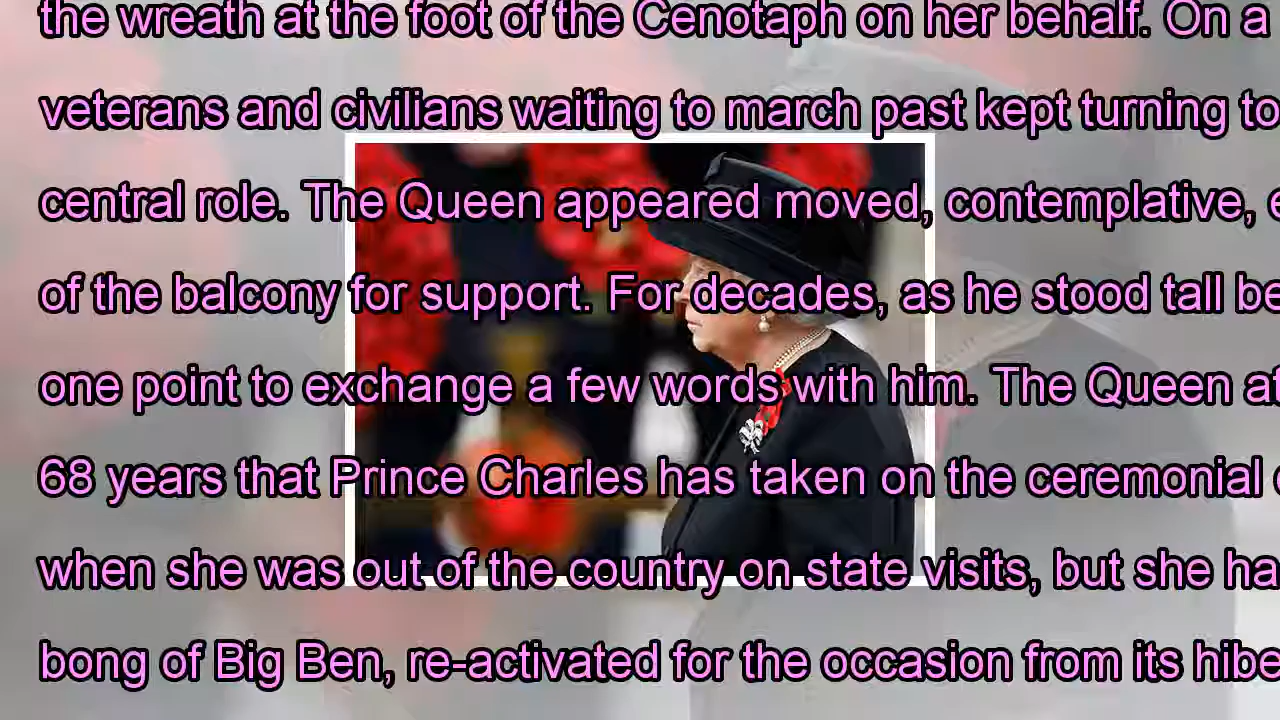 the wreath at the foot of the Cenotaph on her behalf. On a
veterans and civilians waiting to march past kept turning to
central role. The Queen appeared moved, contemplative,
of the balcony for support. For decades, as he stood tall be
one point to exchange a few words with him. The Queen at
68 years that Prince Charles has taken on the ceremonial
when she was out of the country on state visits, but she ha
bong of Big Ben, re-activated for the occasion from its hibe